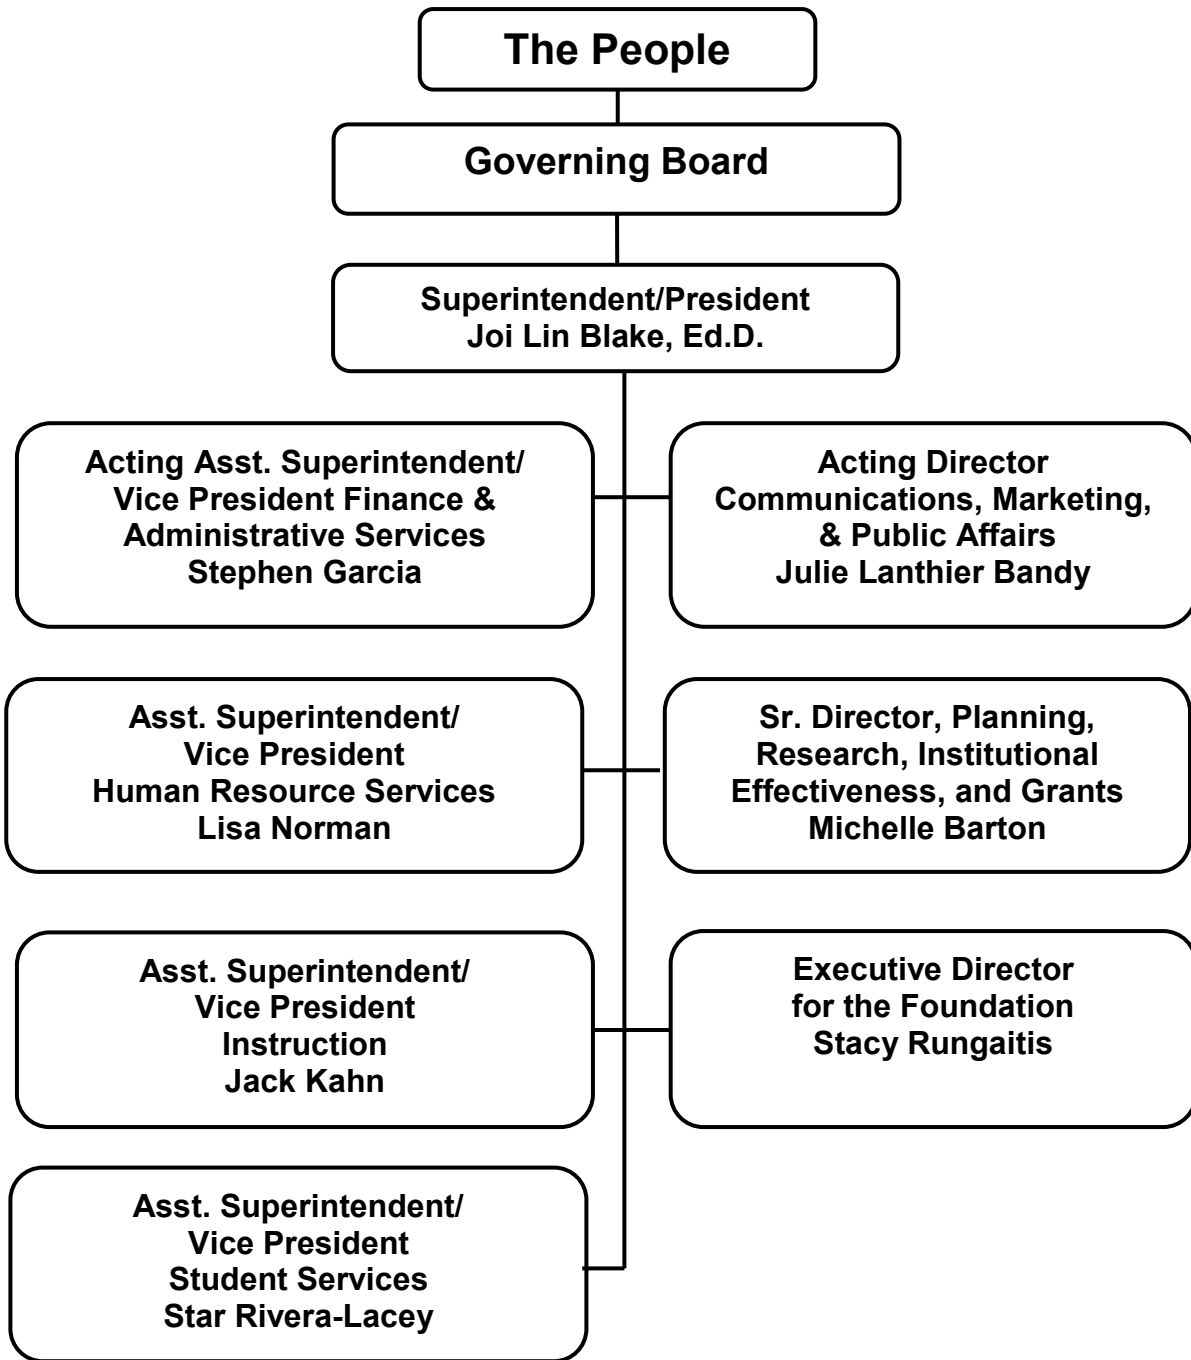 The People
Governing Board
Superintendent/President
Joi Lin Blake, Ed.D.
Acting Asst. Superintendent/
Vice President Finance &
Administrative Services
Stephen Garcia
Acting Director
Communications, Marketing,
& Public Affairs
Julie Lanthier Bandy
Asst. Superintendent/
Vice President
Human Resource Services
Lisa Norman
Sr. Director, Planning,
Research, Institutional
Effectiveness, and Grants
Michelle Barton
Asst. Superintendent/
Vice President
Instruction
Jack Kahn
Executive Director
for the Foundation
Stacy Rungaitis
Asst. Superintendent/
Vice President
Student Services
Star Rivera-Lacey